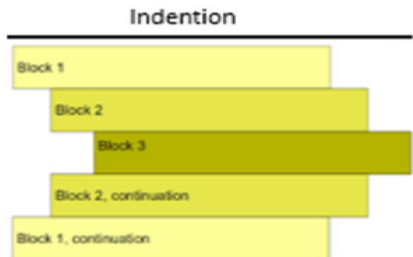 Indention
Block 1
Block 2
Block 3
Block 2, continuation
Block 1, continuation